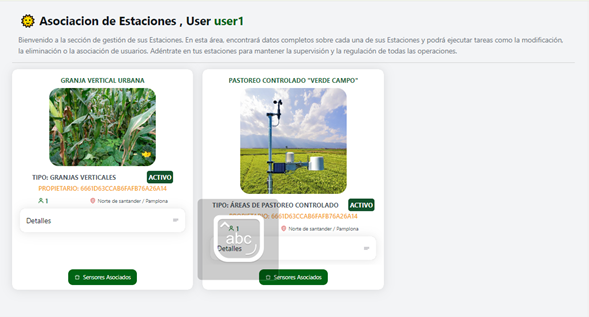 Asociacion de Estaciones , User user1
Bienvenido a la sección de gestión de sus Estaciones. En esta área, encontrará datos completos sobre cada una de sus Estaciones y podrá ejecutar tareas como la modificación,
la eliminación o la asociación de usuarios. Adéntrate en tus estaciones para mantener la supervisión y la regulación de todas las operaciones.
GRANJA VERTICAL URBANA
TIPO: GRANJAS VERTICALES ACTIVO
PROPIETARIO: 6661D63CCAB6FAFB76A26A14
1 Norte de santander / Pamplona
Detalles
Sensores Asociados
PASTOREO CONTROLADO "VERDE CAMPO"
TIPO: ÁREAS DE PASTOREO CONTROLADO ACTIVO
PROPIETARIO: 6661D63CCAB6FAFB76A26A14
1 Norte de santander / Pamplona
abc
Detalles
Sensores Asociados